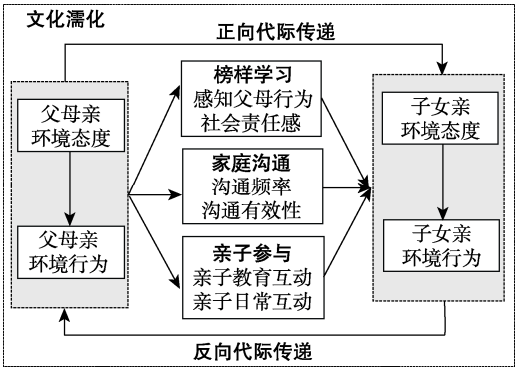 文化濡化
正向代际传递
父母亲
环境态度
父母亲
环境行为
榜样学习
感知父母行为
社会责任感
家庭沟通
沟通频率
沟通有效性
亲子参与
亲子教育互动
亲子日常互动
子女亲
环境态度
子女亲
环境行为
反向代际传递